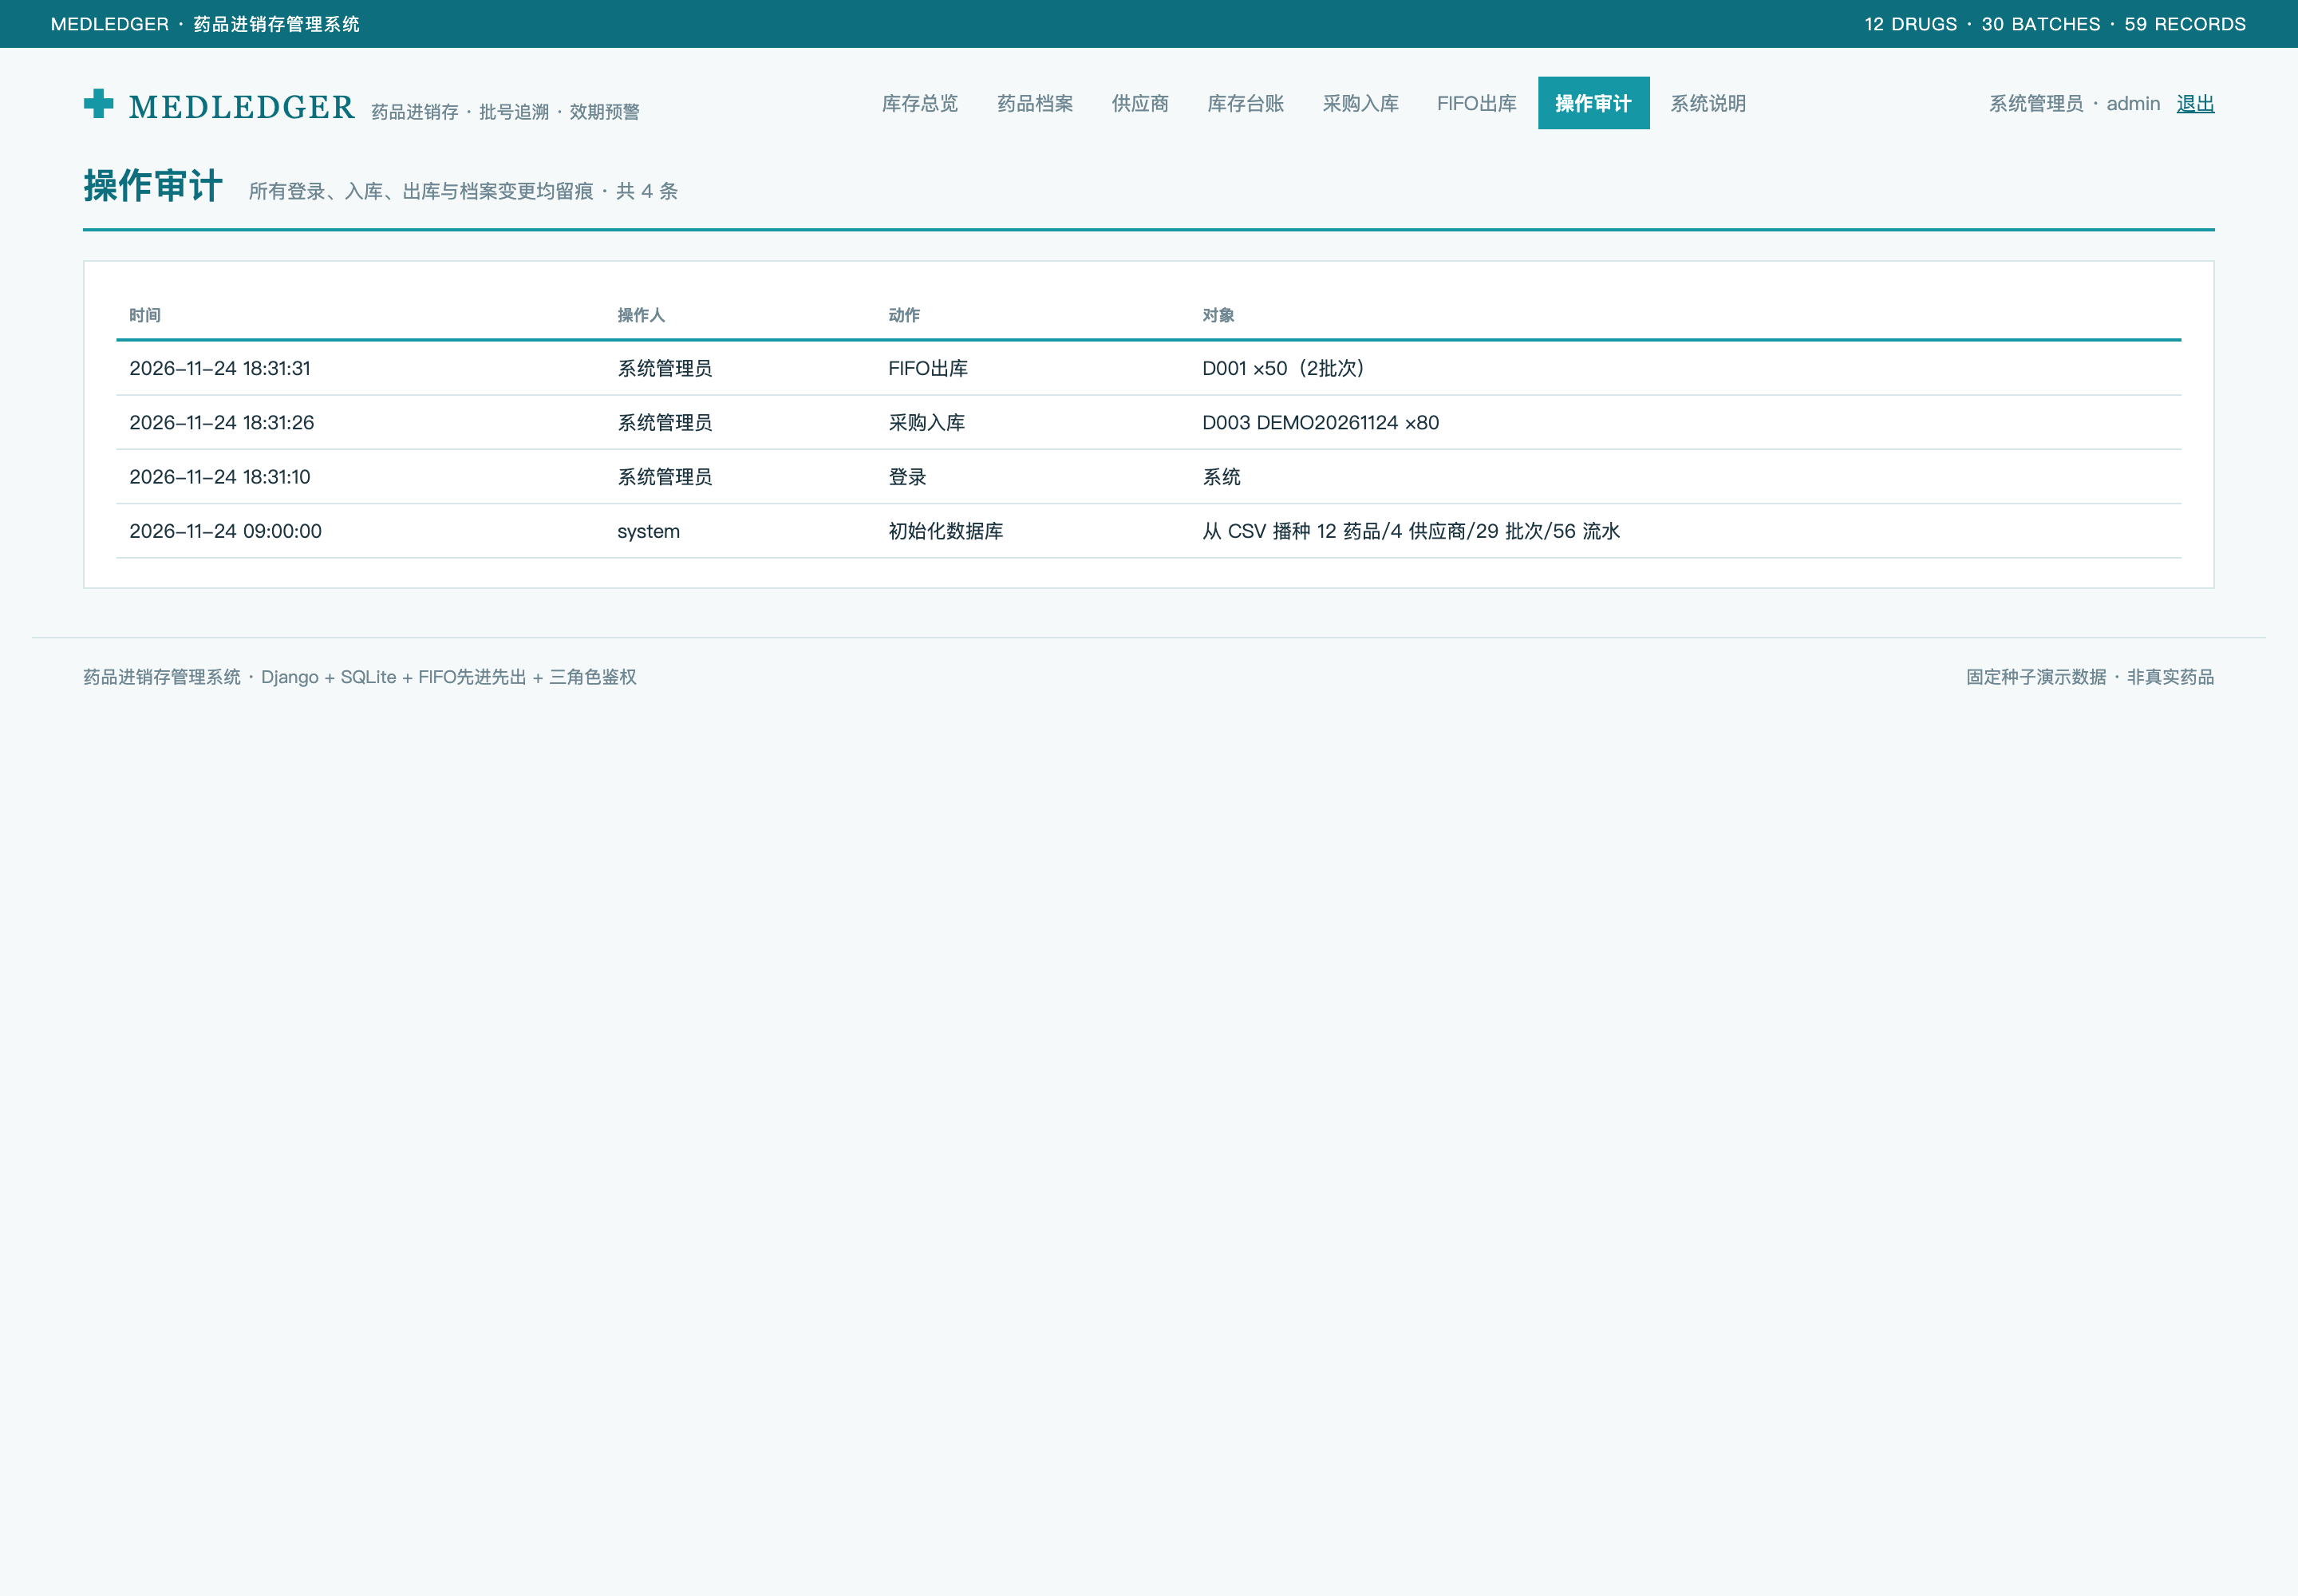 MEDLEDGER · 药品进销存管理系统
12 DRUGS · 30 BATCHES · 59 RECORDS
MEDLEDGER 药品进销存 · 批号追溯 · 效期预警
库存总览 药品档案 供应商 库存台账 采购入库 FIFO出库 操作审计 系统说明
系统管理员 · admin 退出
操作审计 所有登录、入库、出库与档案变更均留痕 · 共 4 条
时间 操作人 动作 对象
2026-11-24 18:31:31 系统管理员 FIFO出库 D001 ×50（2批次）
2026-11-24 18:31:26 系统管理员 采购入库 D003 DEMO20261124 ×80
2026-11-24 18:31:10 系统管理员 登录 系统
2026-11-24 09:00:00 system 初始化数据库 从 CSV 播种 12 药品/4 供应商/29 批次/56 流水
药品进销存管理系统 · Django + SQLite + FIFO先进先出 + 三角色鉴权
固定种子演示数据 · 非真实药品